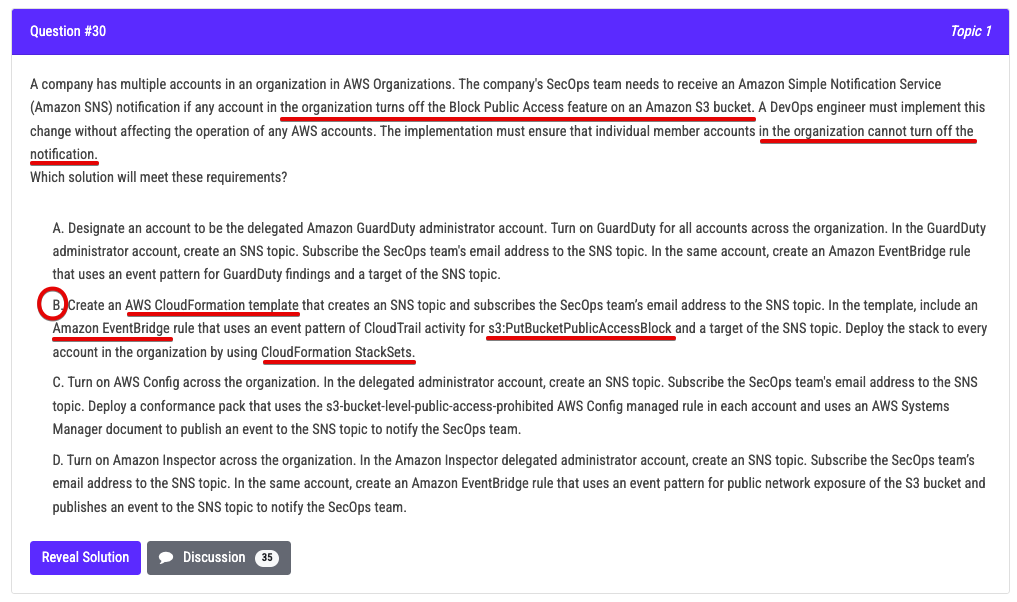 Question #30
Topic 1
A company has multiple accounts in an organization in AWS Organizations. The company's SecOps team needs to receive an Amazon Simple Notification Service
(Amazon SNS) notification if any account in the organization turns off the Block Public Access feature on an Amazon S3 bucket. A DevOps engineer must implement this
change without affecting the operation of any AWS accounts. The implementation must ensure that individual member accounts in the organization cannot turn off the
notification.
Which solution will meet these requirements?
A. Designate an account to be the delegated Amazon GuardDuty administrator account. Turn on GuardDuty for all accounts across the organization. In the GuardDuty
administrator account, create an SNS topic. Subscribe the SecOps team's email address to the SNS topic. In the same account, create an Amazon EventBridge rule
that uses an event pattern for GuardDuty findings and a target of the SNS topic.
B. Create an AWS CloudFormation template that creates an SNS topic and subscribes the SecOps team’s email address to the SNS topic. In the template, include an
Amazon EventBridge rule that uses an event pattern of CloudTrail activity for s3:PutBucketPublicAccessBlock and a target of the SNS topic. Deploy the stack to every
account in the organization by using CloudFormation StackSets.
C. Turn on AWS Config across the organization. In the delegated administrator account, create an SNS topic. Subscribe the SecOps team's email address to the SNS
topic. Deploy a conformance pack that uses the s3-bucket-level-public-access-prohibited AWS Config managed rule in each account and uses an AWS Systems
Manager document to publish an event to the SNS topic to notify the SecOps team.
D. Turn on Amazon Inspector across the organization. In the Amazon Inspector delegated administrator account, create an SNS topic. Subscribe the SecOps team’s
email address to the SNS topic. In the same account, create an Amazon EventBridge rule that uses an event pattern for public network exposure of the S3 bucket and
publishes an event to the SNS topic to notify the SecOps team.
Reveal Solution
Discussion 35